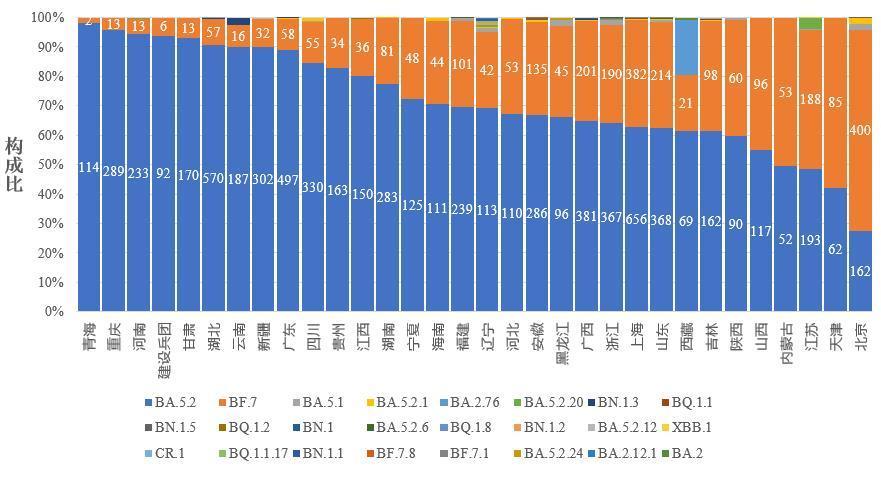 100% 2 13 13 6 13 57 16 32 58 55 34 36 81 48 44 101 42 53 135 45 201 190 382 214 21 98 60 96 53 188 85 400
90%
80%
70%
60%
50%
40%
30%
20%
10%
0%
构成比
114 289 233 92 170 570 187 302 497 330 163 150 283 125 111 239 113 110 286 96 381 367 656 368 69 162 90 117 52 193 62 162
青海 重庆 河南 建设兵团 甘肃 湖北 云南 新疆 广东 四川 贵州 江西 湖南 宁夏 海南 福建 辽宁 河北 安徽 黑龙江 广西 浙江 上海 山东 西藏 吉林 陕西 山西 内蒙古 江苏 天津 北京
BA.5.2 BF.7 BA.5.1 BA.5.2.1 BA.2.76 BA.5.2.20 BN.1.3 BQ.1.1
BN.1.5 BQ.1.2 BN.1 BA.5.2.6 BQ.1.8 BN.1.2 BA.5.2.12 XBB.1
CR.1 BQ.1.1.17 BN.1.1 BF.7.8 BF.7.1 BA.5.2.24 BA.2.12.1 BA.2